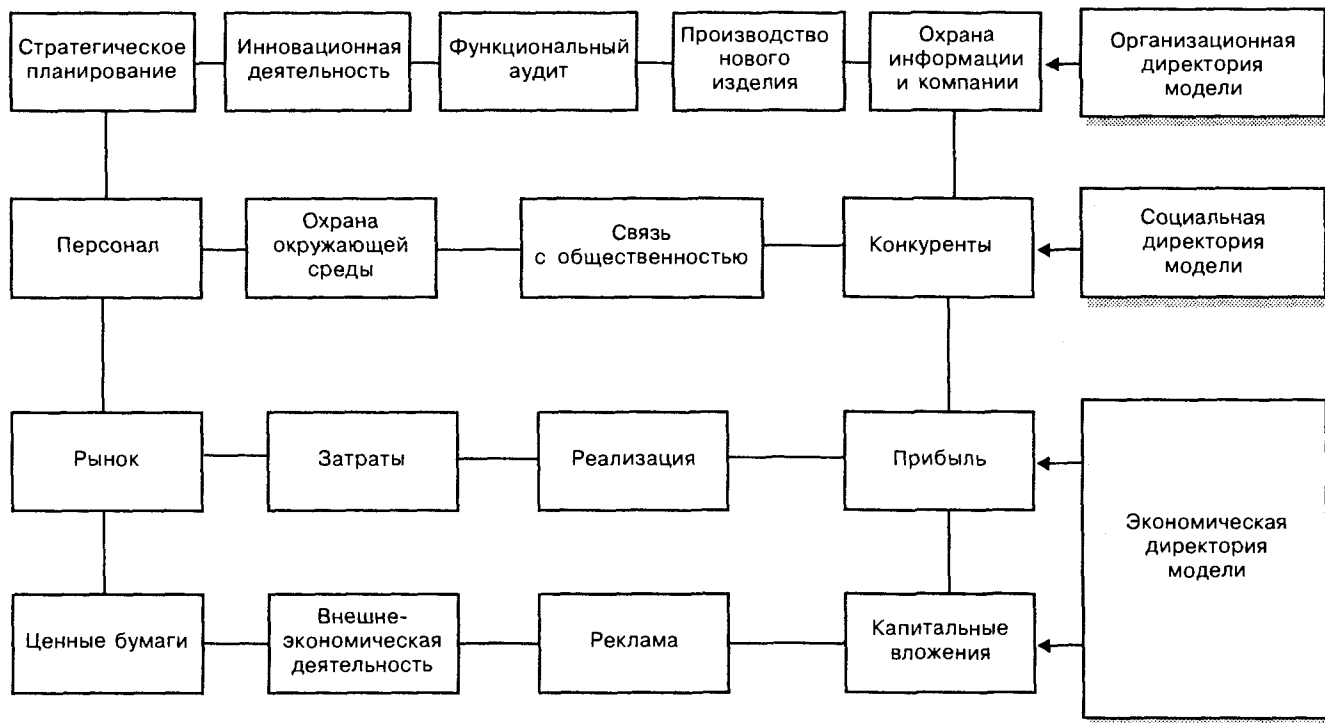 Стратегическое
планирование
Инновационная
деятельность
Функциональный
аудит
Производство
нового
изделия
Охрана
информации
и компании
Организационная
директория
модели
Персонал
Охрана
окружающей
среды
Связь
с общественностью
Конкуренты
Социальная
директория
модели
Рынок
Затраты
Реализация
Прибыль
Экономическая
директория
модели
Ценные бумаги
Внешне-
экономическая
деятельность
Реклама
Капитальные
вложения